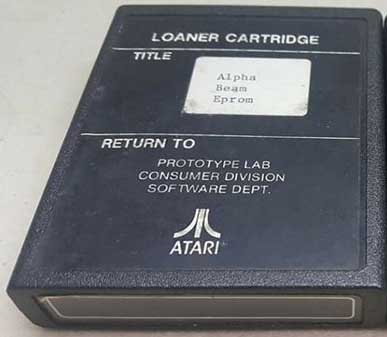 LOANER CARTRIDGE
TITLE
Alpha
Beam
Eprom
RETURN TO
PROTOTYPE LAB
CONSUMER DIVISION
SOFTWARE DEPT.
ATARI